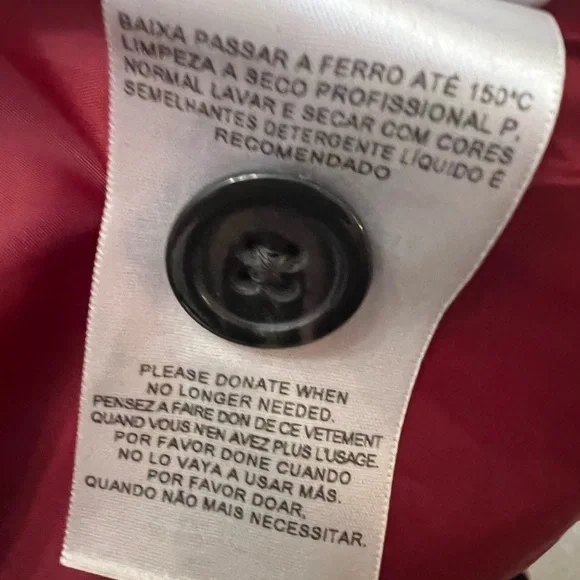 BAIXA PASSAR A FERRO ATÉ 150°C
LIMPEZA A SECO PROFISSIONAL P.
NORMAL LAVAR E SECAR COM CORES
SEMELHANTES DETERGENTE LÍQUIDO É
RECOMENDADO
PLEASE DONATE WHEN
NO LONGER NEEDED.
PENSEZ A FAIRE DON DE CE VETEMENT
QUAND VOUS N'EN AVEZ PLUS L'USAGE.
POR FAVOR DONE CUANDO
NO LO VAYA A USAR MÁS.
POR FAVOR DOAR,
QUANDO NÃO MAIS NECESSITAR.